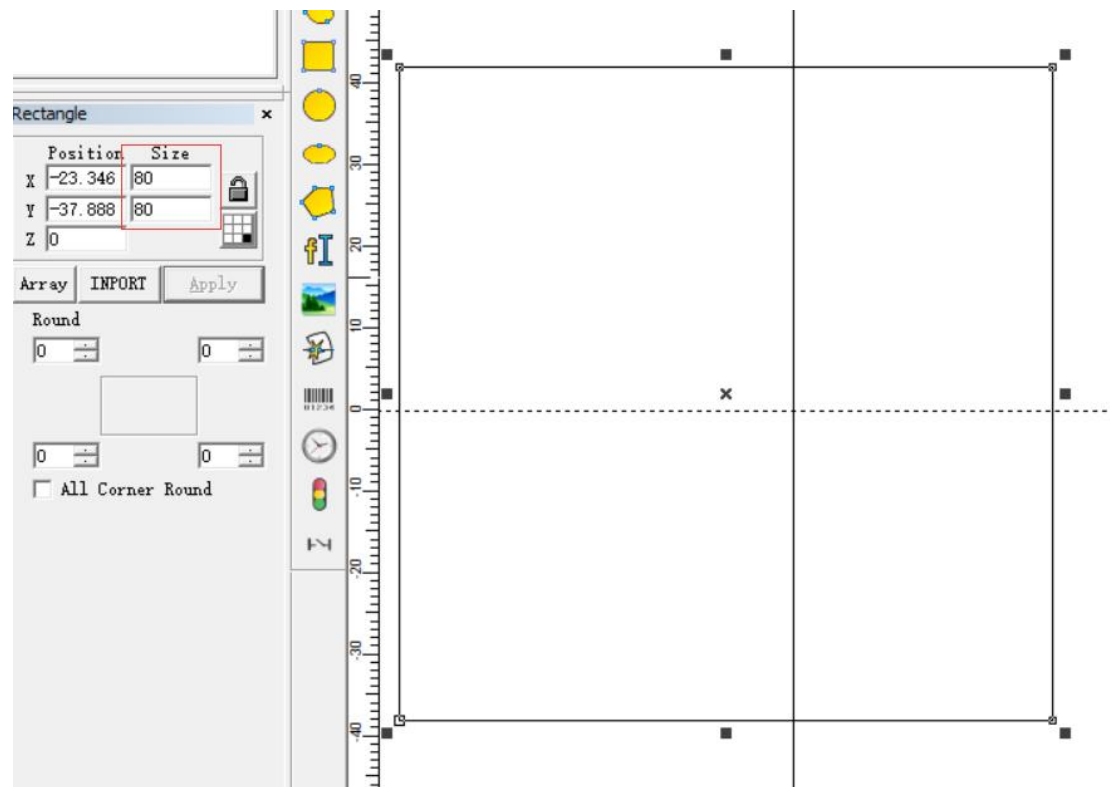 Rectangle ×
Position Size
X -23.346 80
Y -37.888 80
Z 0
Array INPORT Apply
Round
0 0
0 0
All Corner Round
f
01234
40
30
20
10
0
-10
-20
-30
-40